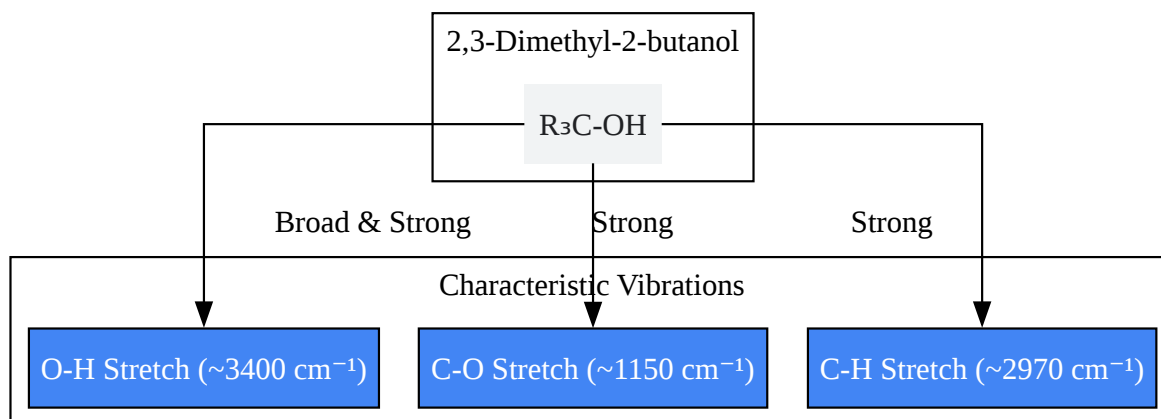 2,3-Dimethyl-2-butanol
R₃C-OH
Broad & Strong
Strong
Strong
Characteristic Vibrations
O-H Stretch (~3400 cm⁻¹)
C-O Stretch (~1150 cm⁻¹)
C-H Stretch (~2970 cm⁻¹)